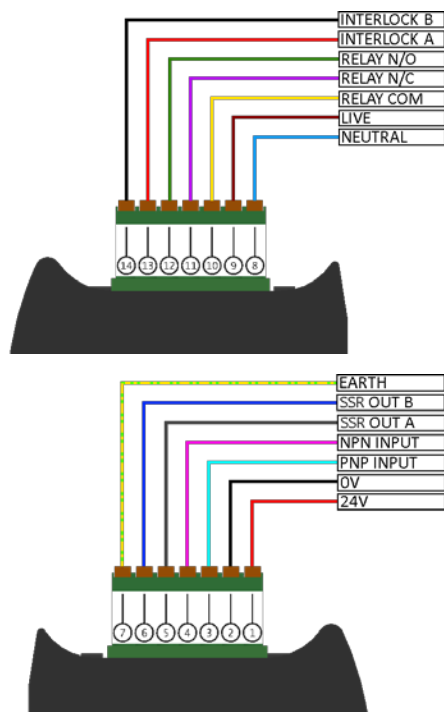 INTERLOCK B
INTERLOCK A
RELAY N/O
RELAY N/C
RELAY COM
LIVE
NEUTRAL
14 13 12 11 10 9 8
EARTH
SSR OUT B
SSR OUT A
NPN INPUT
PNP INPUT
0V
24V
7 6 5 4 3 2 1